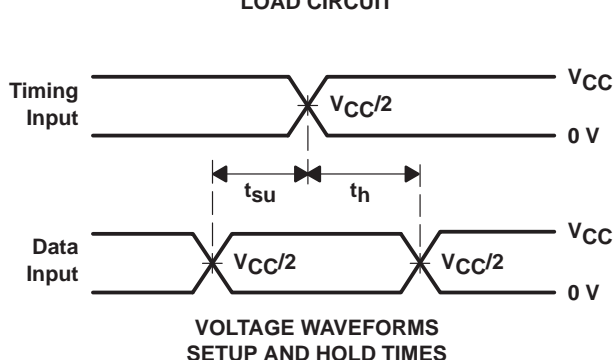 LOAD CIRCUIT
Timing
Input
VCC/2
VCC
0 V
tsu
th
Data
Input
VCC/2
VCC/2
VCC
0 V
VOLTAGE WAVEFORMS
SETUP AND HOLD TIMES